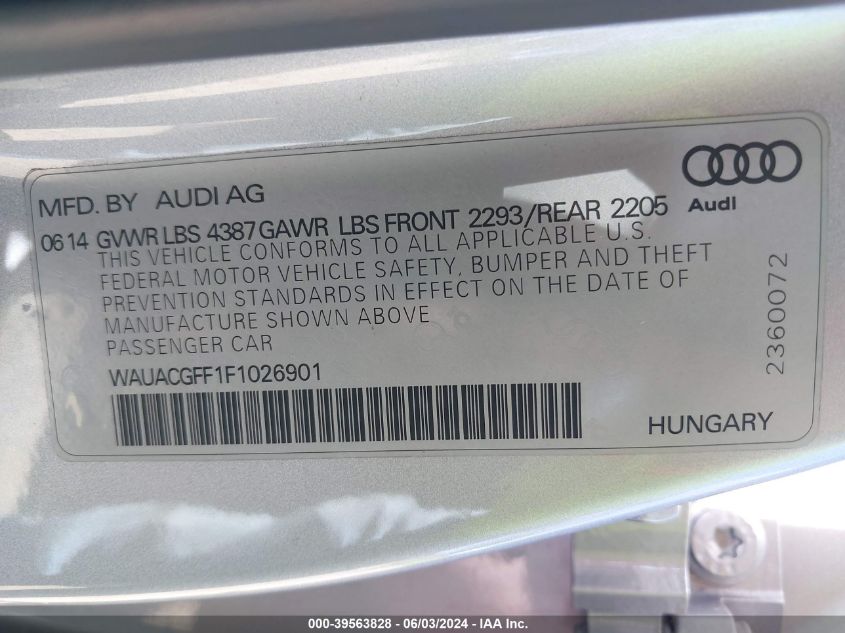 MFD. BY AUDI AG
Audi
0614 GVWR LBS 4387 GAWR LBS FRONT 2293/REAR 2205
THIS VEHICLE CONFORMS TO ALL APPLICABLE U.S.
FEDERAL MOTOR VEHICLE SAFETY, BUMPER AND THEFT
PREVENTION STANDARDS IN EFFECT ON THE DATE OF
MANUFACTURE SHOWN ABOVE
PASSENGER CAR
WAUACGFF1F1026901
HUNGARY
2360072
000-39563828 - 06/03/2024 - IAA Inc.